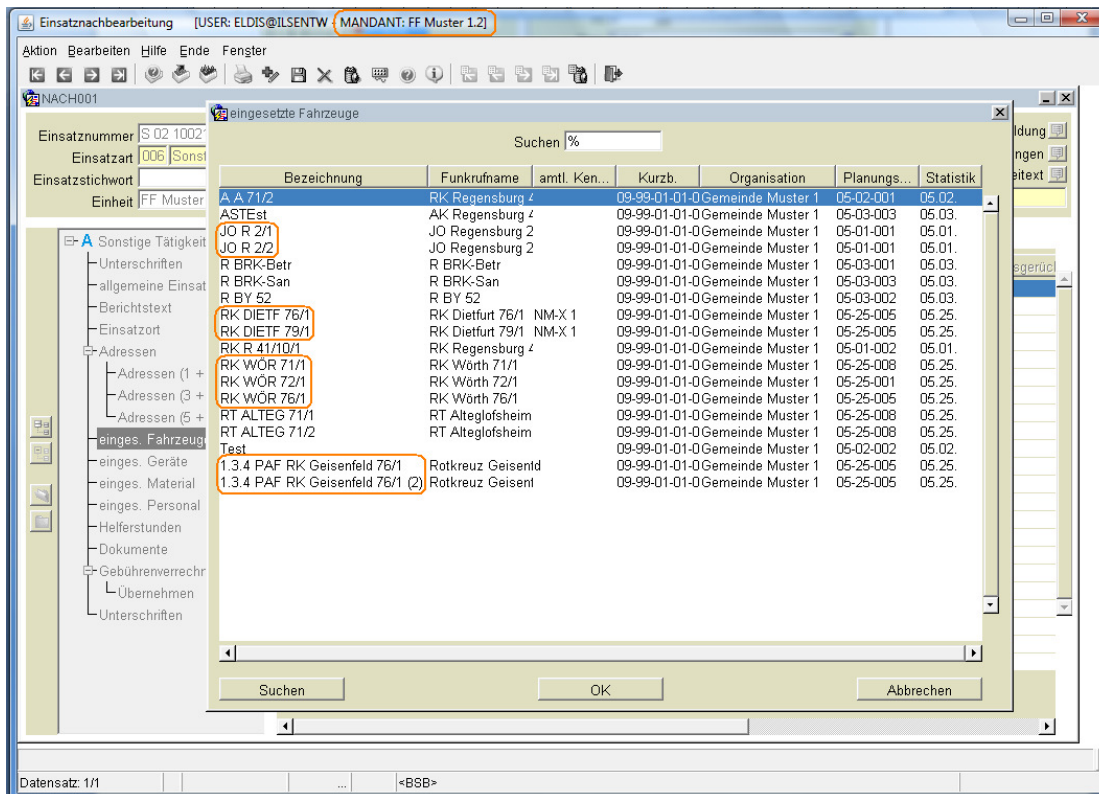 Einsatznachbearbeitung [USER: ELDIS@ILSENTW - MANDANT: FF Muster 1.2]
Aktion Bearbeiten Hilfe Ende Fenster
NACH001
eingesetzte Fahrzeuge
Einsatznummer S 02 1002
Einsatzart 006 Sonst
Einsatzstichwort
Einheit FF Muster
ldung
ngen
eitext
Suchen %
Bezeichnung Funkrufname amtl. Ken... Kurzb. Organisation Planungs... Statistik
A A 71/2 RK Regensburg 4 09-99-01-01-0 Gemeinde Muster 1 05-02-001 05.02.
ASTEst AK Regensburg 4 09-99-01-01-0 Gemeinde Muster 1 05-03-003 05.03.
JO R 2/1 JO Regensburg 2 09-99-01-01-0 Gemeinde Muster 1 05-01-001 05.01.
JO R 2/2 JO Regensburg 2 09-99-01-01-0 Gemeinde Muster 1 05-01-001 05.01.
R BRK-Betr R BRK-Betr 09-99-01-01-0 Gemeinde Muster 1 05-03-001 05.03.
R BRK-San R BRK-San 09-99-01-01-0 Gemeinde Muster 1 05-03-003 05.03.
R BY 52 R BY 52 09-99-01-01-0 Gemeinde Muster 1 05-03-002 05.03.
RK DIETF 76/1 RK Dietfurt 76/1 NM-X 1 09-99-01-01-0 Gemeinde Muster 1 05-25-005 05.25.
RK DIETF 79/1 RK Dietfurt 79/1 NM-X 1 09-99-01-01-0 Gemeinde Muster 1 05-25-005 05.25.
RK R 41/10/1 RK Regensburg 4 09-99-01-01-0 Gemeinde Muster 1 05-01-002 05.01.
RK WÖR 71/1 RK Wörth 71/1 09-99-01-01-0 Gemeinde Muster 1 05-25-008 05.25.
RK WÖR 72/1 RK Wörth 72/1 09-99-01-01-0 Gemeinde Muster 1 05-25-001 05.25.
RK WÖR 76/1 RK Wörth 76/1 09-99-01-01-0 Gemeinde Muster 1 05-25-005 05.25.
RT ALTEG 71/1 RT Alteglofsheim 09-99-01-01-0 Gemeinde Muster 1 05-25-008 05.25.
RT ALTEG 71/2 RT Alteglofsheim 09-99-01-01-0 Gemeinde Muster 1 05-25-008 05.25.
Test 09-99-01-01-0 Gemeinde Muster 1 05-02-002 05.02.
1.3.4 PAF RK Geisenfeld 76/1 Rotkreuz Geisenld 09-99-01-01-0 Gemeinde Muster 1 05-25-005 05.25.
1.3.4 PAF RK Geisenfeld 76/1 (2) Rotkreuz Geisenf 09-99-01-01-0 Gemeinde Muster 1 05-25-005 05.25.
A Sonstige Tätigkeit
Unterschriften
allgemeine Einsat
Berichtstext
Einsatzort
Adressen
Adressen (1 +
Adressen (3 +
Adressen (5 +
einges. Fahrzeuge
einges. Geräte
einges. Material
einges. Personal
Helferstunden
Dokumente
Gebührenverrechr
Übernehmen
Unterschriften
sgerückt
Suchen OK Abbrechen
Datensatz: 1/1 ... <BSB>